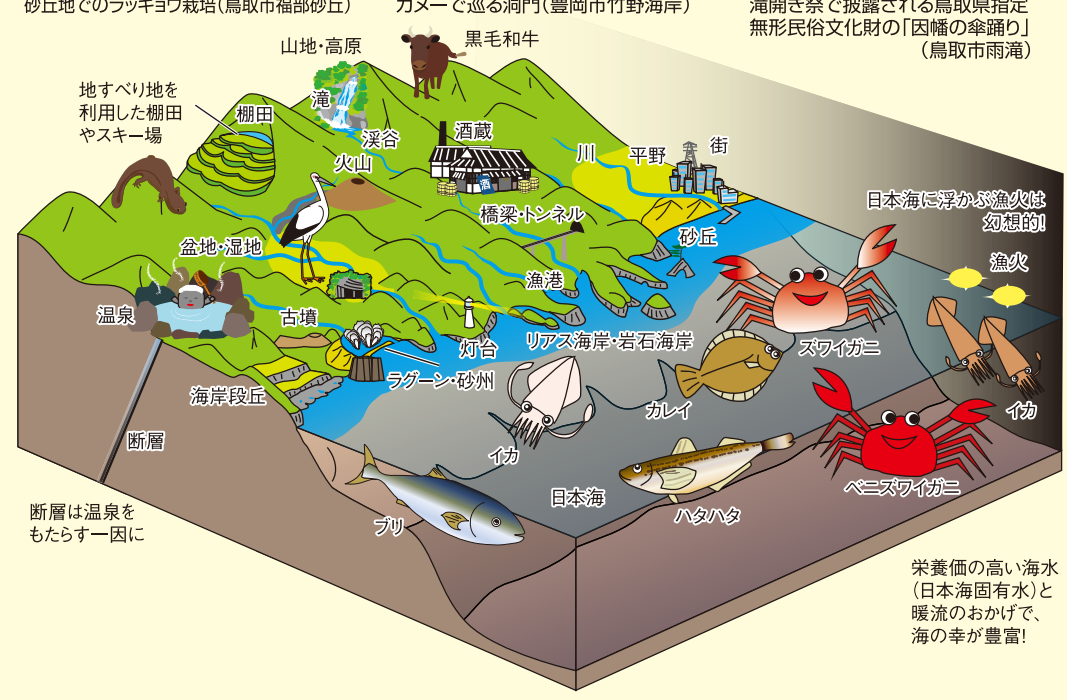 砂丘地でのラッキョウ栽培（鳥取市福部砂丘）
カヌーで巡る洞門（豊岡市竹野海岸）
滝開き祭で披露される鳥取県指定
無形民俗文化財の「因幡の傘踊り」
（鳥取市雨滝）
山地・高原
黒毛和牛
地すべり地を
利用した棚田
やスキー場
棚田
滝
渓谷
火山
酒蔵
酒
川
平野
街
日本海に浮かぶ漁火は
幻想的!
漁火
橋梁・トンネル
砂丘
盆地・湿地
漁港
温泉
古墳
灯台
リアス海岸・岩石海岸
ズワイガニ
ラグーン・砂州
海岸段丘
カレイ
イカ
断層
イカ
日本海
ベニズワイガニ
断層は温泉を
もたらす一因に
ブリ
ハタハタ
栄養価の高い海水
（日本海固有水）と
暖流のおかげで、
海の幸が豊富!